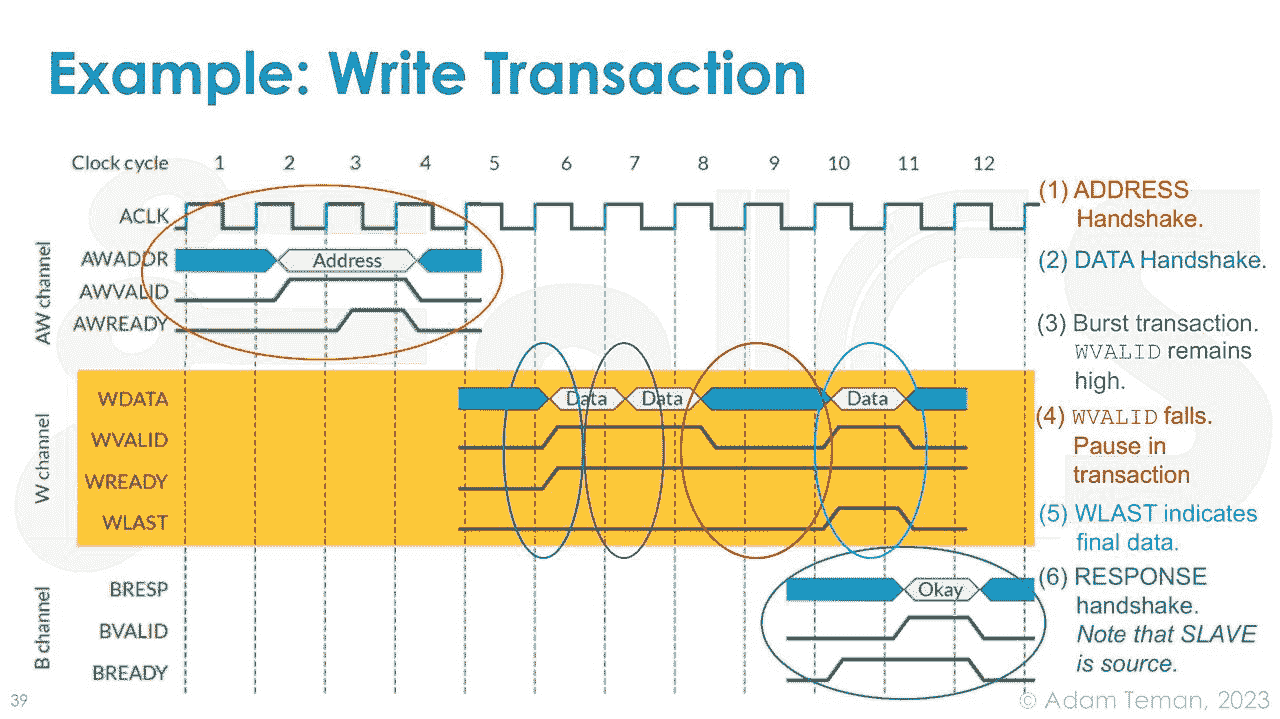 Example: Write Transaction
Clock cycle 1 2 3 4 5 6 7 8 9 10 11 12
ACLK
AW channel
AWADDR Address
AWVALID
AWREADY
W channel
WDATA Data Data Data
WVALID
WREADY
WLAST
B channel
BRESP Okay
BVALID
BREADY
(1) ADDRESS
Handshake.
(2) DATA Handshake.
(3) Burst transaction.
WVALID remains
high.
(4) WVALID falls.
Pause in
transaction
(5) WLAST indicates
final data.
(6) RESPONSE
handshake.
Note that SLAVE
is source.
39
© Adam Teman, 2023